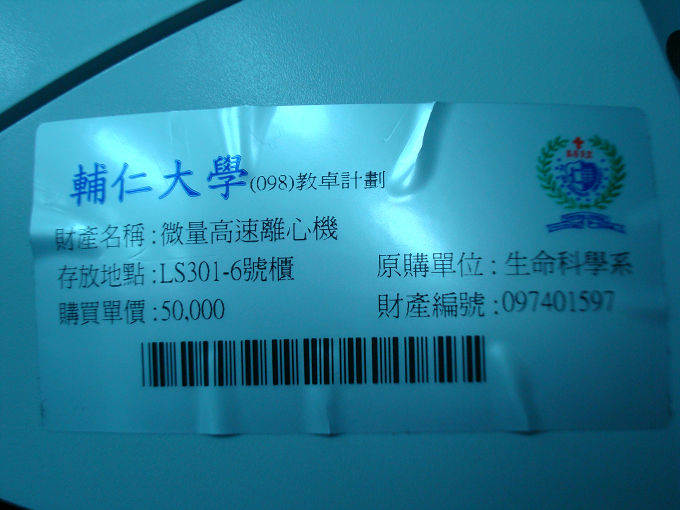 輔仁大學(098)教卓計劃
財產名稱:微量高速離心機
存放地點:LS301-6號櫃 原購單位:生命科學系
購買單價:50,000 財產編號:097401597